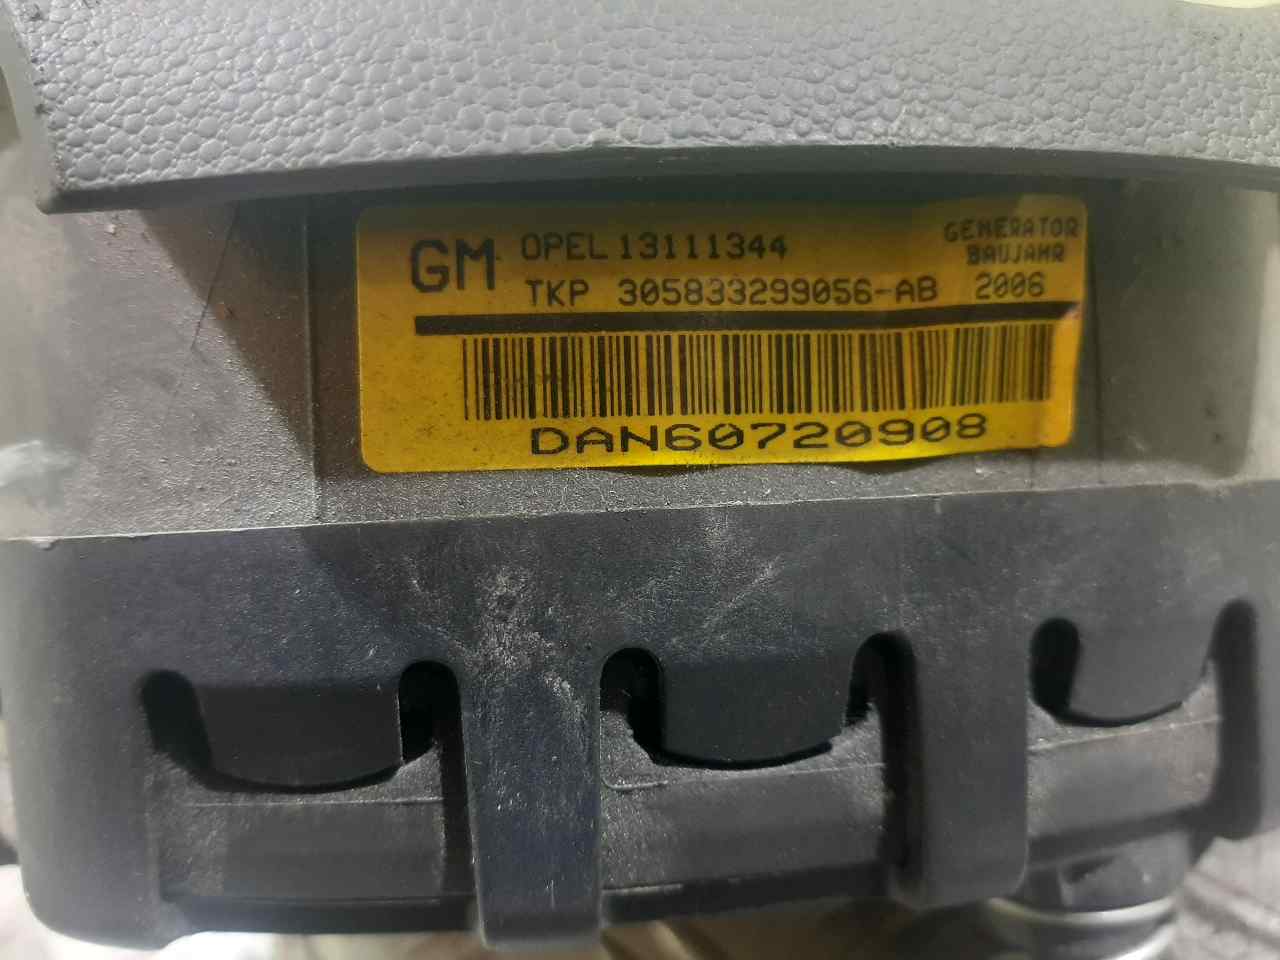 GM OPEL 13111344
TKP 305833299056-AB
GENERATOR
BAUJAHR
2006
DAN60720908